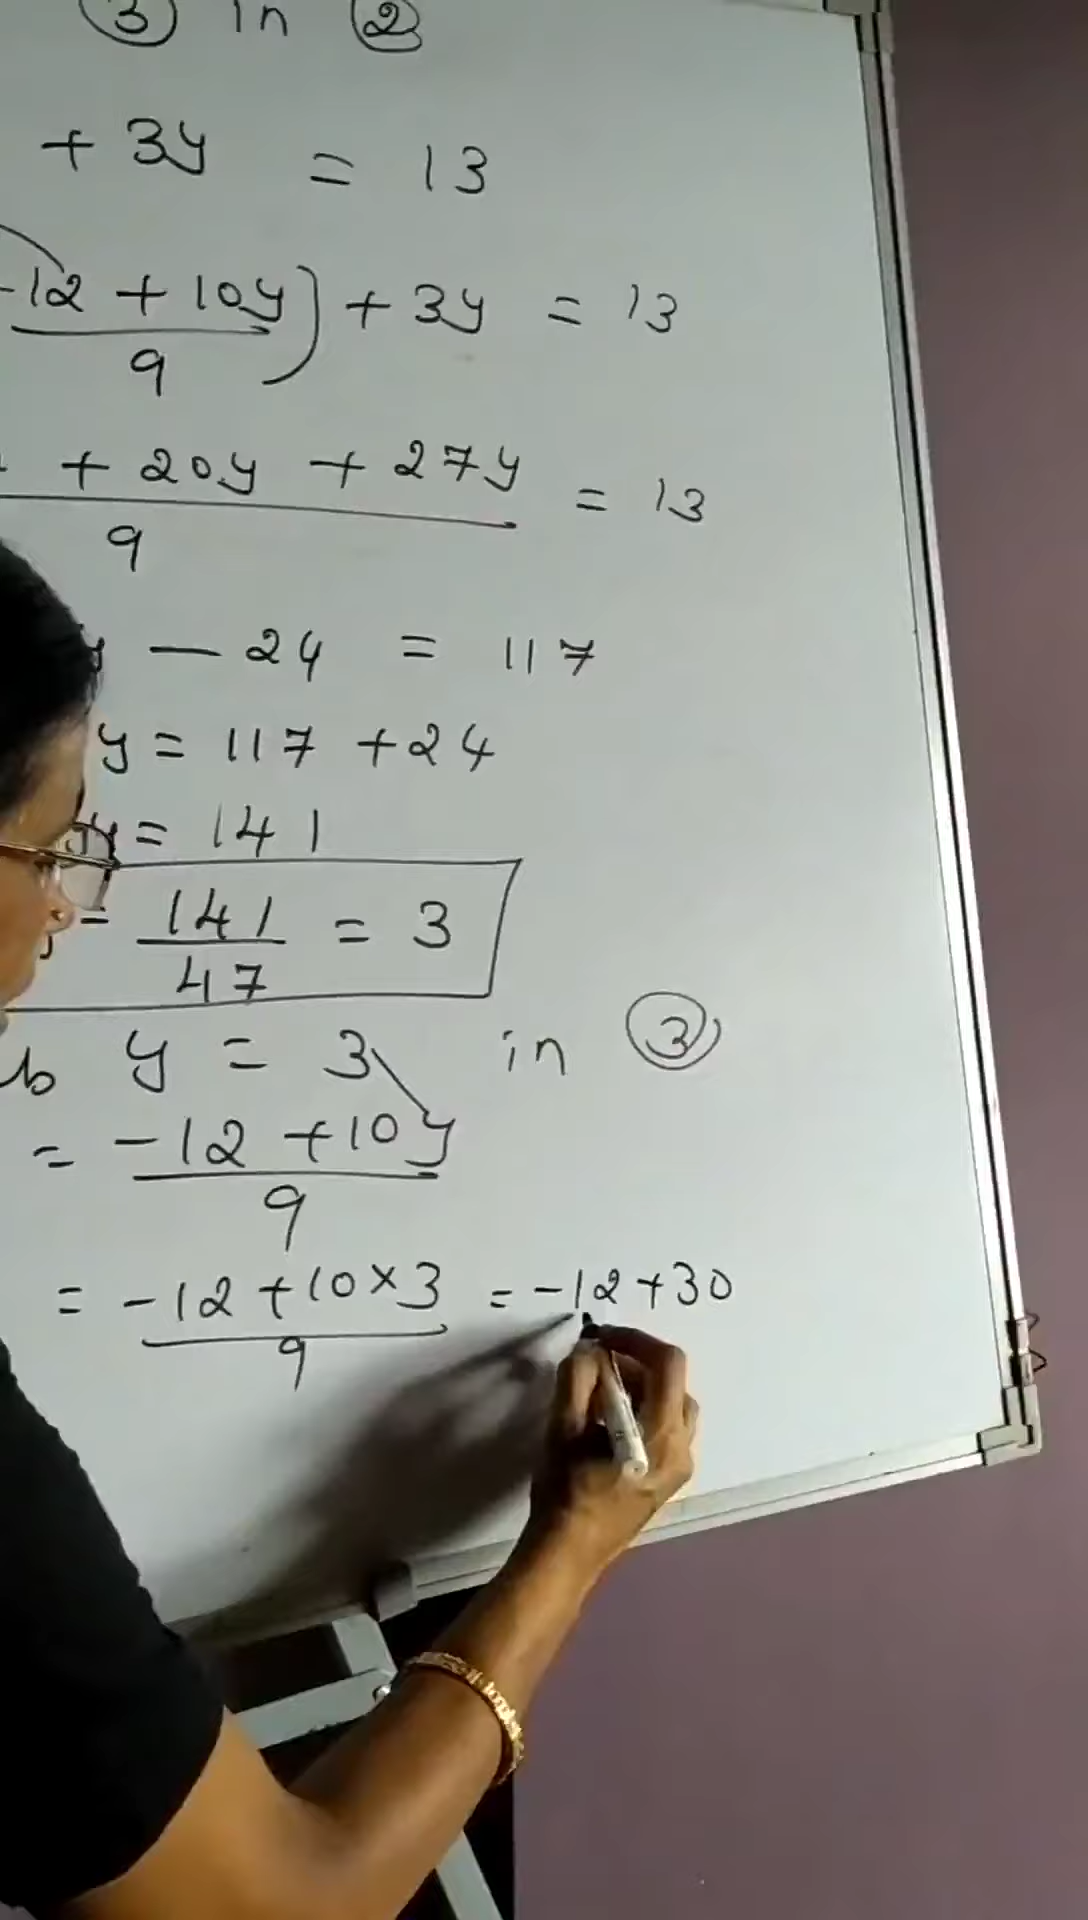 ③ in ②
+ 3y = 13
-12 + 10y) + 3y = 13
9
+ 20y + 27y = 13
9
y — 24 = 117
y = 117 + 24
y = 141
= 141 = 3
47
b y = 3 in ③
= -12 + 10y
9
= -12 + 10 × 3 = -12 + 30
9